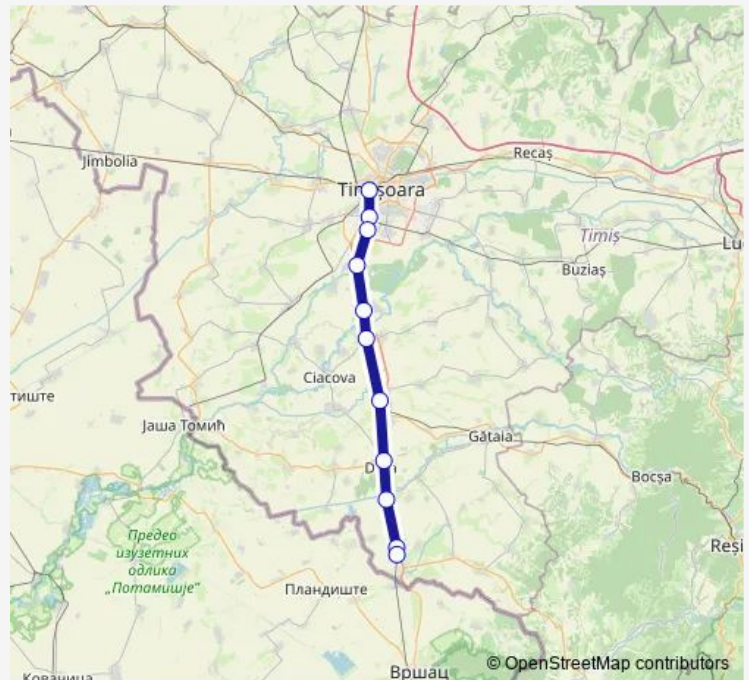 Jimbolia
Recaș
Timișoara
Timiș
Lu
Buziaș
Ciacova
тиште
Јаша Томић
Gătaia
D
n
Bocșa
Предео
изузетних
одлика
„Потамишје“
Reși
Пландиште
Вршац
Кованица
© OpenStreetMap contributors